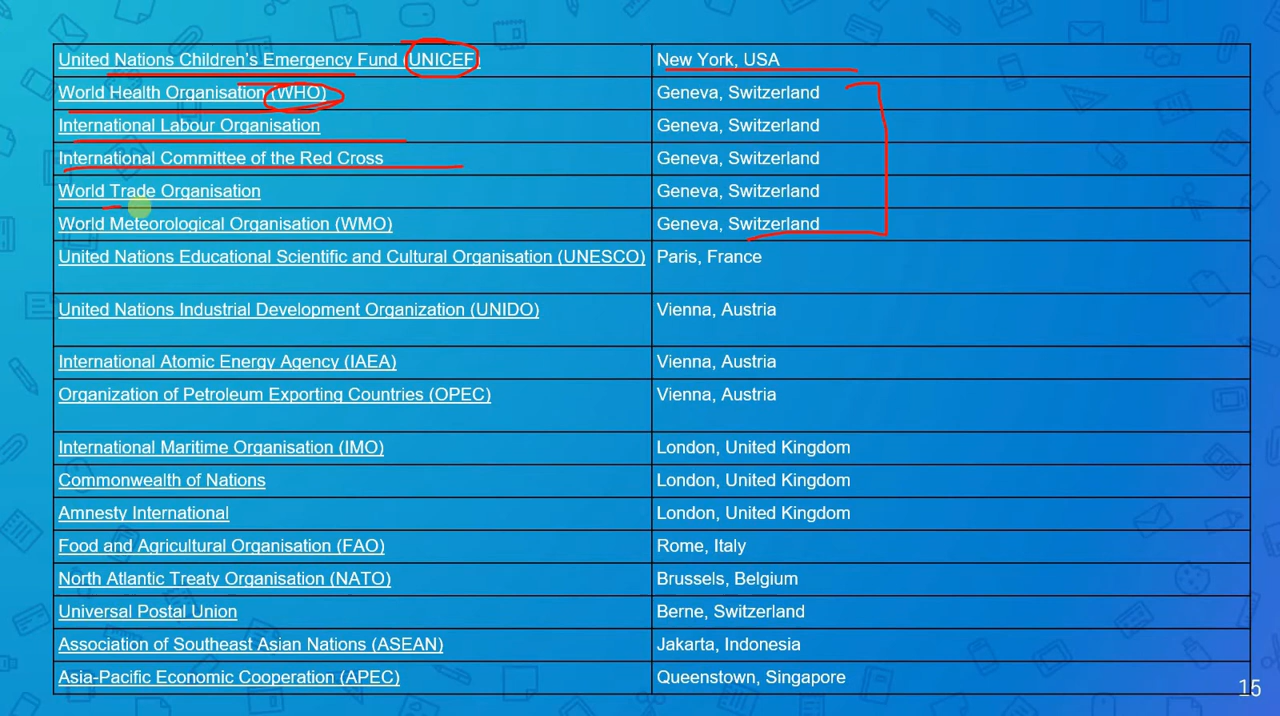 United Nations Children's Emergency Fund (UNICEF) New York, USA
World Health Organisation (WHO) Geneva, Switzerland
International Labour Organisation Geneva, Switzerland
International Committee of the Red Cross Geneva, Switzerland
World Trade Organisation Geneva, Switzerland
World Meteorological Organisation (WMO) Geneva, Switzerland
United Nations Educational Scientific and Cultural Organisation (UNESCO) Paris, France
United Nations Industrial Development Organization (UNIDO) Vienna, Austria
International Atomic Energy Agency (IAEA) Vienna, Austria
Organization of Petroleum Exporting Countries (OPEC) Vienna, Austria
International Maritime Organisation (IMO) London, United Kingdom
Commonwealth of Nations London, United Kingdom
Amnesty International London, United Kingdom
Food and Agricultural Organisation (FAO) Rome, Italy
North Atlantic Treaty Organisation (NATO) Brussels, Belgium
Universal Postal Union Berne, Switzerland
Association of Southeast Asian Nations (ASEAN) Jakarta, Indonesia
Asia-Pacific Economic Cooperation (APEC) Queenstown, Singapore
15